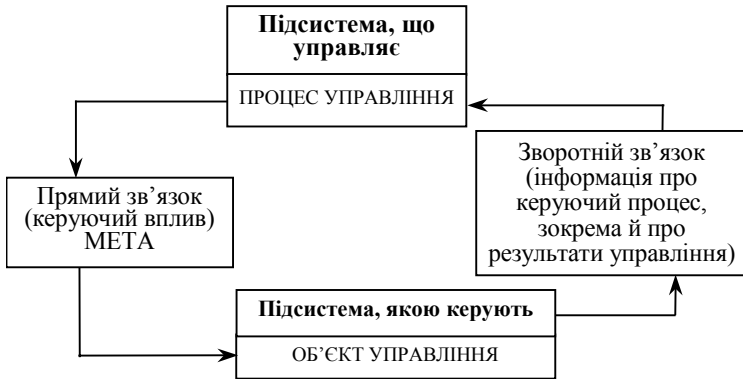 Підсистема, що
управляє
ПРОЦЕС УПРАВЛІННЯ
Прямий зв’язок
(керуючий вплив)
МЕТА
Зворотній зв’язок
(інформація про
керуючий процес,
зокрема й про
результати управління)
Підсистема, якою керують
ОБ’ЄКТ УПРАВЛІННЯ